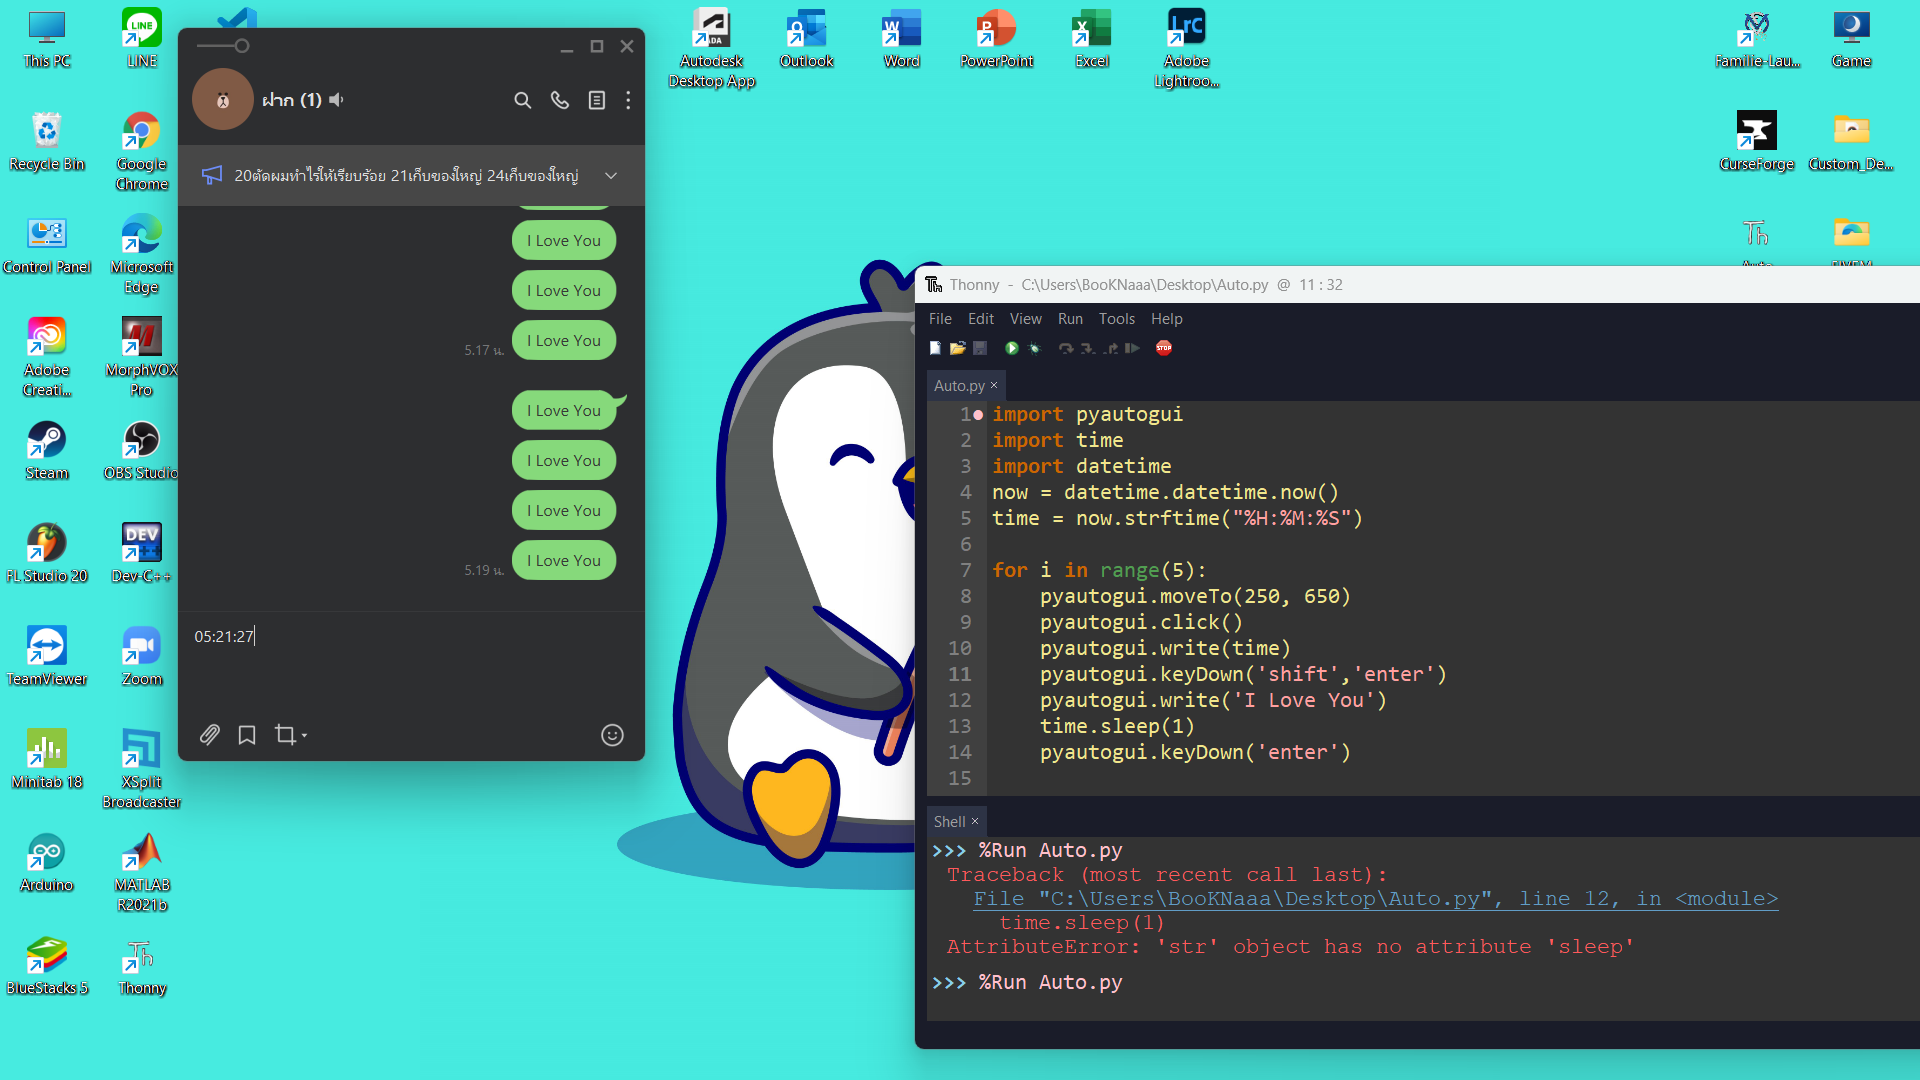 This PC
LINE
Recycle Bin
Google Chrome
Control Panel
Microsoft Edge
Adobe Creati...
MorphVOX Pro
Steam
OBS Studio
FL Studio 20
DEV
Dev-C++
TeamViewer
Zoom
Minitab 18
XSplit Broadcaster
Arduino
MATLAB R2021b
BlueStacks 5
Thonny
ฝาก (1)
20ตัดผมทำไรให้เรียบร้อย 21เก็บของใหญ่ 24เก็บของใหญ่
I Love You
I Love You
I Love You
5.17 น.
I Love You
I Love You
I Love You
I Love You
5.19 น.
05:21:27
Autodesk Desktop App
Outlook
Word
PowerPoint
Excel
LrC
Adobe Lightroo...
Familie-Lau...
Game
CurseForge
Custom_De...
Th
Thonny - C:\Users\BooKNaaa\Desktop\Auto.py @ 11 : 32
File Edit View Run Tools Help
STOP
Auto.py ×
1 import pyautogui
2 import time
3 import datetime
4 now = datetime.datetime.now()
5 time = now.strftime("%H:%M:%S")
6
7 for i in range(5):
8 pyautogui.moveTo(250, 650)
9 pyautogui.click()
10 pyautogui.write(time)
11 pyautogui.keyDown('shift','enter')
12 pyautogui.write('I Love You')
13 time.sleep(1)
14 pyautogui.keyDown('enter')
15
Shell ×
>>> %Run Auto.py
Traceback (most recent call last):
File "C:\Users\BooKNaaa\Desktop\Auto.py", line 12, in <module>
time.sleep(1)
AttributeError: 'str' object has no attribute 'sleep'
>>> %Run Auto.py